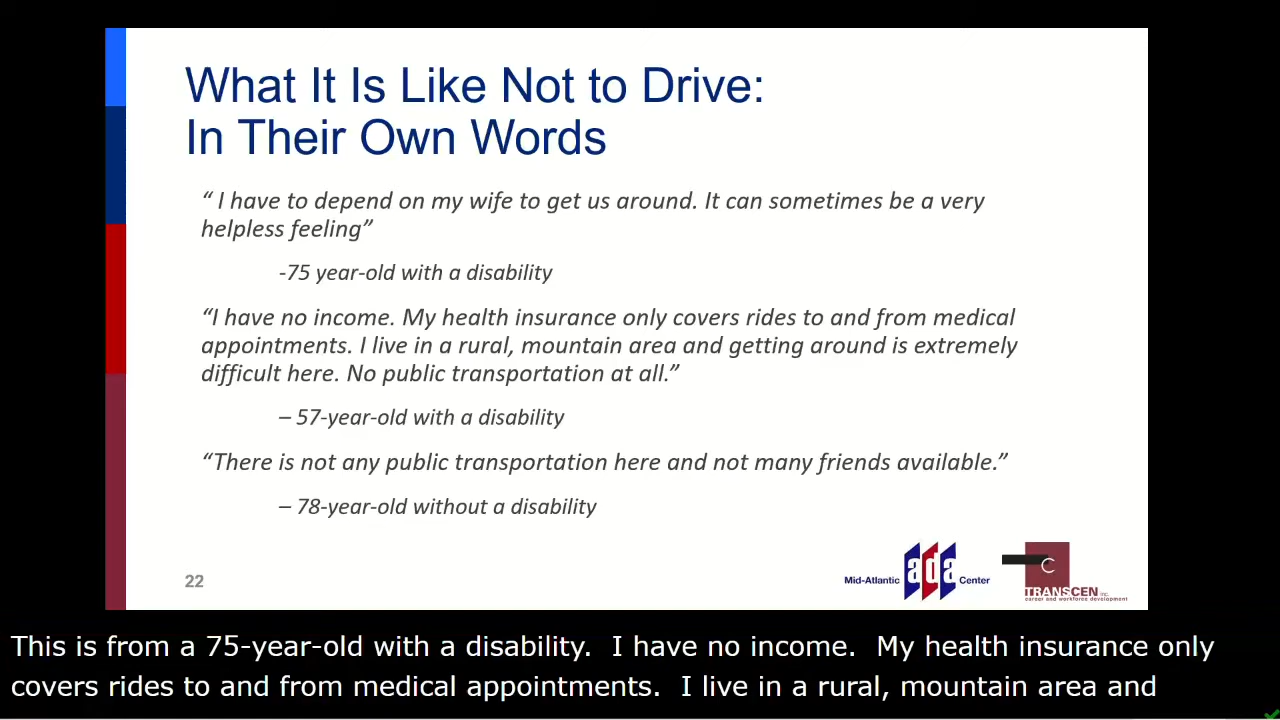 What It Is Like Not to Drive:
In Their Own Words
“ I have to depend on my wife to get us around. It can sometimes be a very
helpless feeling”
-75 year-old with a disability
“I have no income. My health insurance only covers rides to and from medical
appointments. I live in a rural, mountain area and getting around is extremely
difficult here. No public transportation at all.”
– 57-year-old with a disability
“There is not any public transportation here and not many friends available.”
– 78-year-old without a disability
22
Mid-Atlantic ada Center
C
TRANSCEN inc.
career and workforce development
This is from a 75-year-old with a disability.  I have no income.  My health insurance only
covers rides to and from medical appointments.  I live in a rural, mountain area and